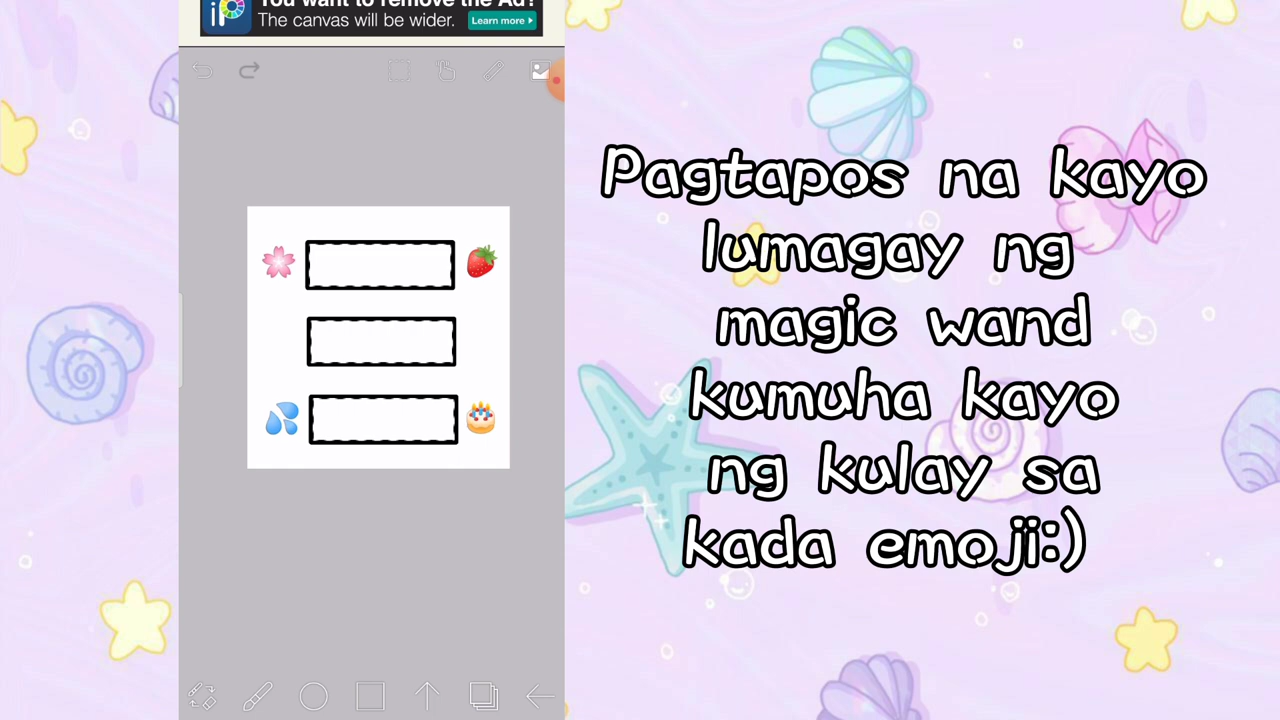 You want to remove the Ad?
The canvas will be wider.
Learn more
iP
Pagtapos na kayo
lumagay ng
magic wand
kumuha kayo
ng kulay sa
kada emoji:)